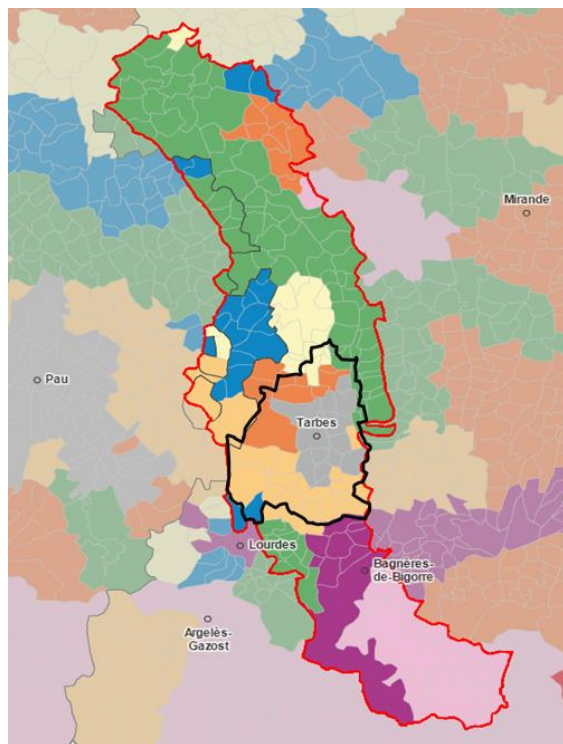 Mirande
Pau
Tarbes
Lourdes
Bagnères-
de-Bigorre
Argelès-
Gazost